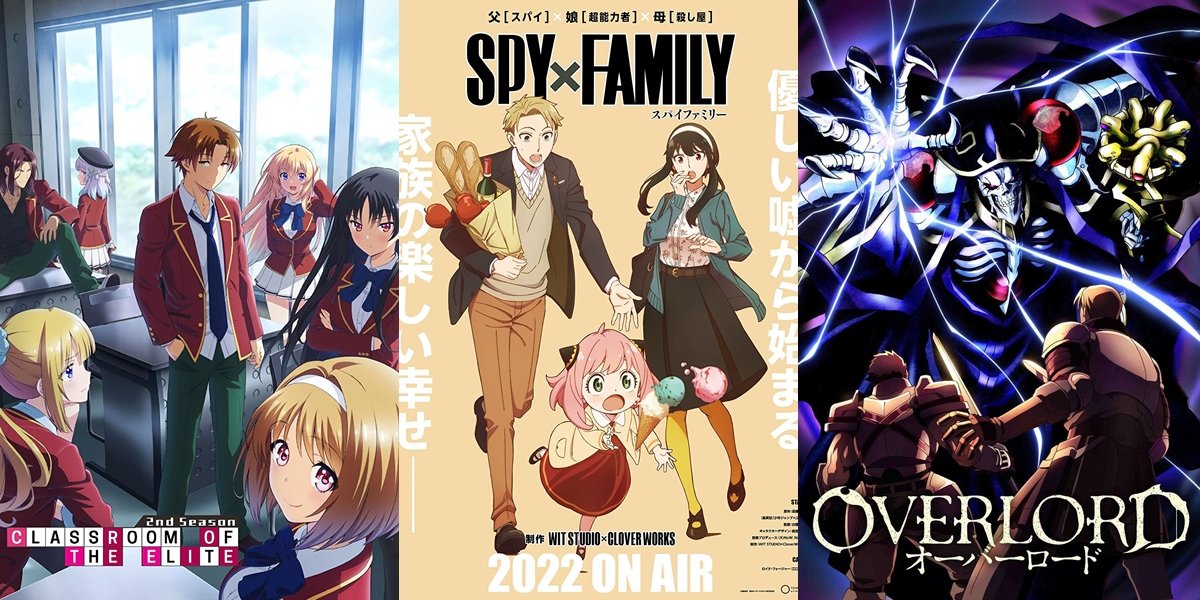 2nd Season
CLASSROOM OF
THE ELITE
父[スパイ]×娘[超能力者]×母[殺し屋]
SPY×FAMILY
スパイファミリー
優しい嘘から始まる
家族の楽しい幸せ──
制作 WIT STUDIO×CLOVERWORKS
2022 ON AIR
OVERLORD
オーバーロード